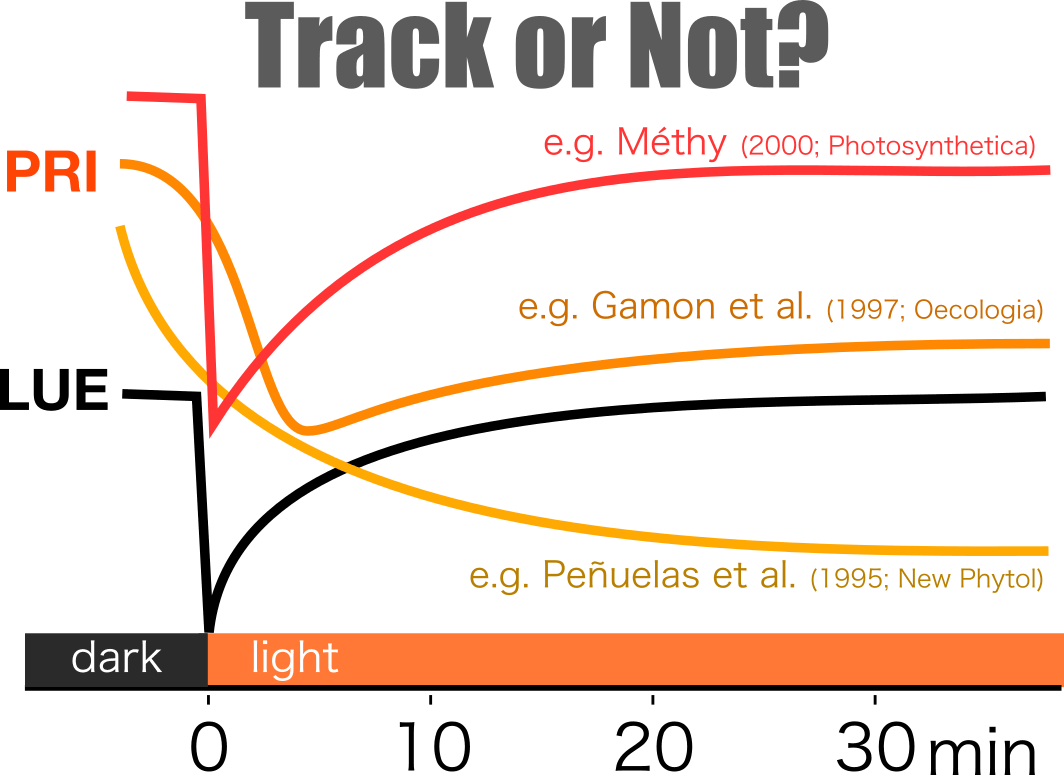 Track or Not?
e.g. Méthy (2000; Photosynthetica)
PRI
e.g. Gamon et al. (1997; Oecologia)
LUE
e.g. Peñuelas et al. (1995; New Phytol)
dark light
0 10 20 30 min